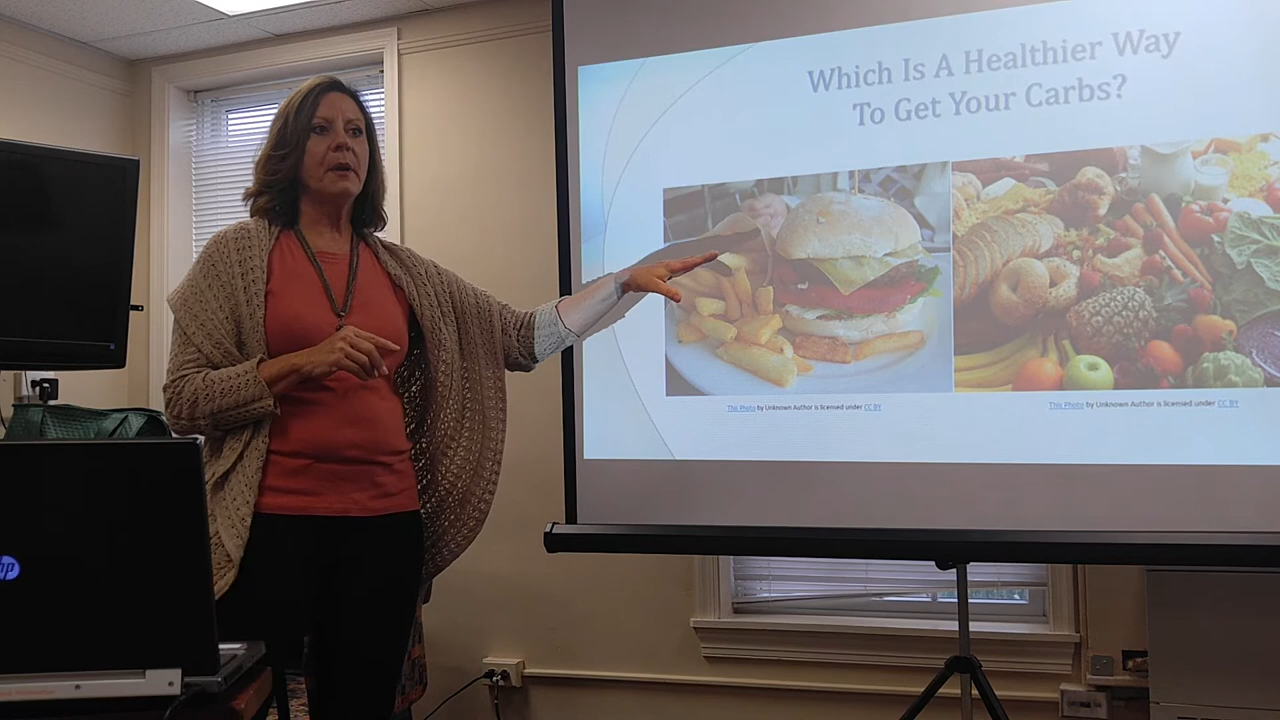 Which Is A Healthier Way
To Get Your Carbs?
This Photo by Unknown Author is licensed under CC BY
This Photo by Unknown Author is licensed under CC BY
hp